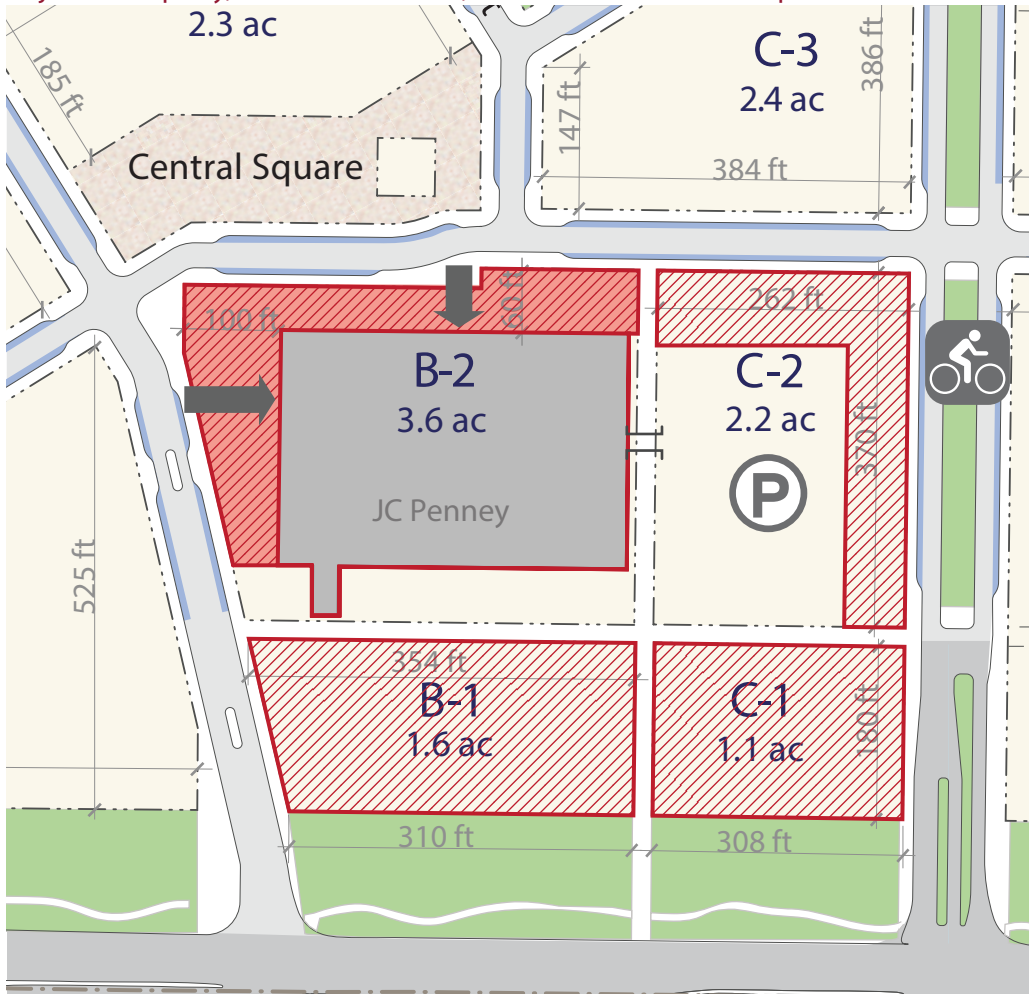 2.3 ac
185 ft
Central Square
C-3
2.4 ac
386 ft
147 ft
384 ft
100 ft
60 ft
262 ft
B-2
3.6 ac
C-2
2.2 ac
370 ft
P
JC Penney
525 ft
354 ft
B-1
1.6 ac
C-1
1.1 ac
180 ft
310 ft
308 ft